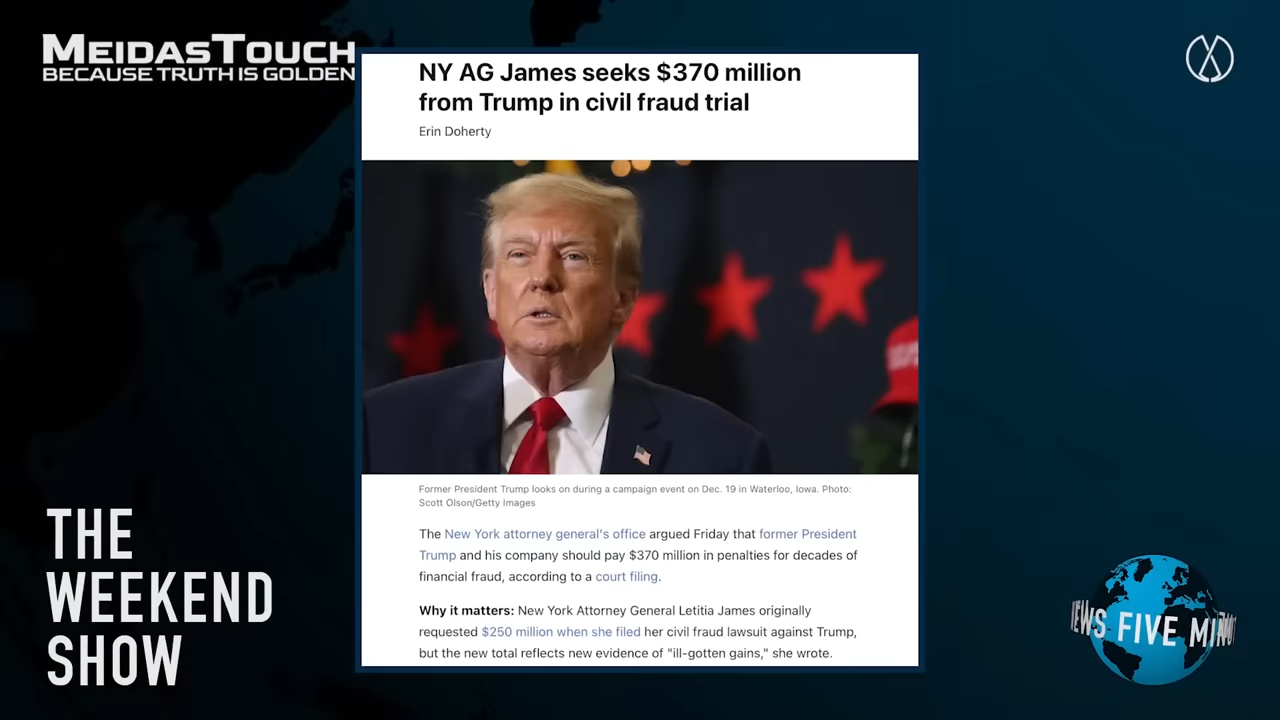 MEIDASTOUCH
BECAUSE TRUTH IS GOLDEN
NY AG James seeks $370 million
from Trump in civil fraud trial
Erin Doherty
Former President Trump looks on during a campaign event on Dec. 19 in Waterloo, Iowa. Photo:
Scott Olson/Getty Images
The New York attorney general's office argued Friday that former President
Trump and his company should pay $370 million in penalties for decades of
financial fraud, according to a court filing.
Why it matters: New York Attorney General Letitia James originally
requested $250 million when she filed her civil fraud lawsuit against Trump,
but the new total reflects new evidence of "ill-gotten gains," she wrote.
THE
WEEKEND
SHOW
FIVE